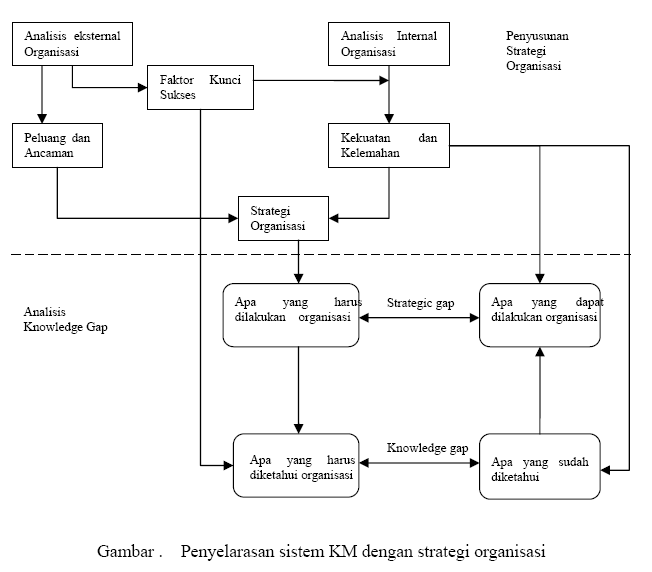 Analisis eksternal
Organisasi
Analisis Internal
Organisasi
Penyusunan
Strategi
Organisasi
Faktor Kunci
Sukses
Peluang dan
Ancaman
Kekuatan dan
Kelemahan
Strategi
Organisasi
Analisis
Knowledge Gap
Apa yang harus
dilakukan organisasi
Strategic gap
Apa yang dapat
dilakukan organisasi
Apa yang harus
diketahui organisasi
Knowledge gap
Apa yang sudah
diketahui
Gambar . Penyelarasan sistem KM dengan strategi organisasi